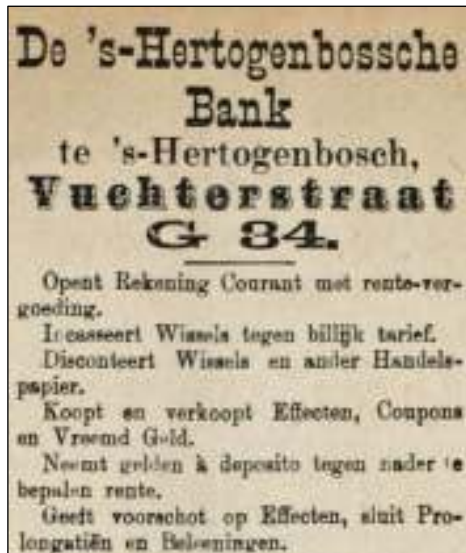 De 's-Hertogenbossche
Bank
te 's-Hertogenbosch,
Vuchterstraat
G 34.
Opent Rekening Courant met rente-ver-
goeding.
Incasseert Wissels tegen billijk tarief.
Disconteert Wissels en ander Handels-
papier.
Koopt en verkoopt Effecten, Coupons
en Vreemd Geld.
Neemt gelden à deposito tegen nader te
bepalen rente.
Geeft voorschot op Effecten, sluit Pro-
longatiën en Beleeningen.